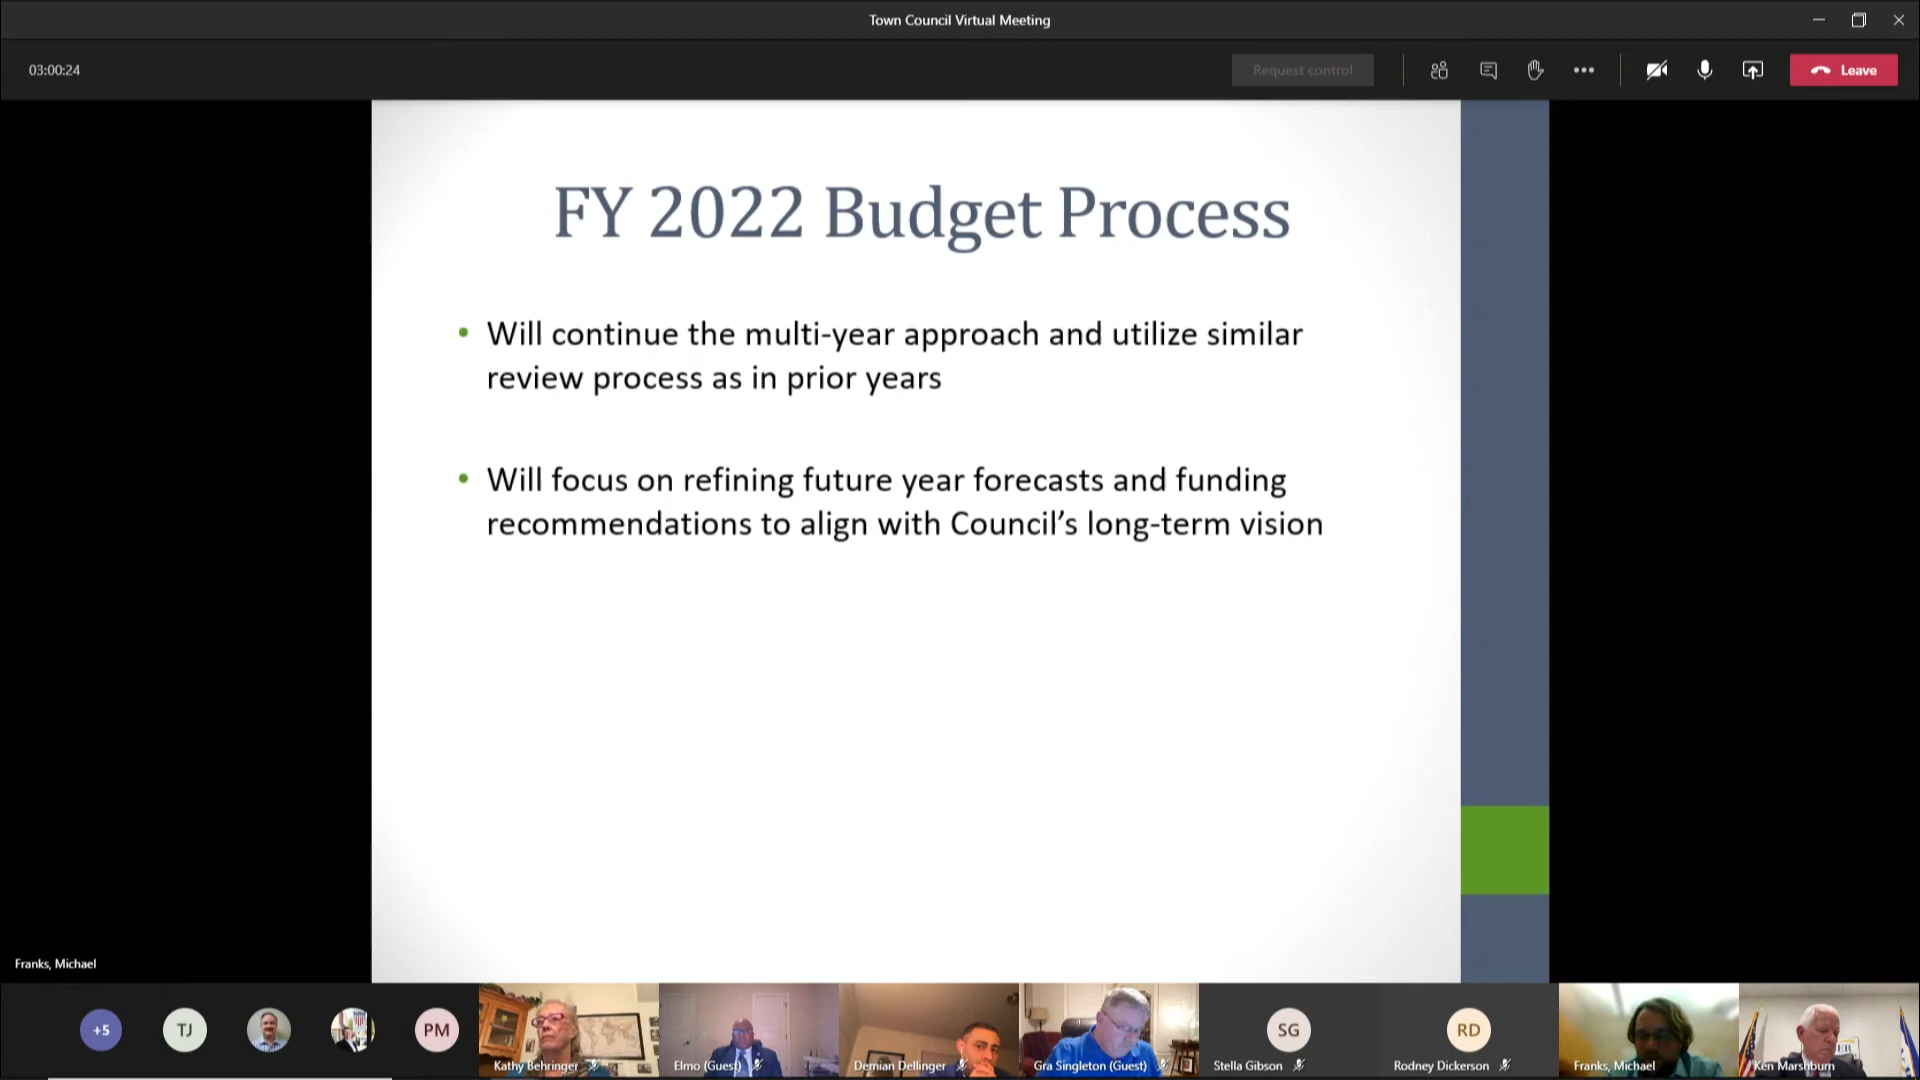 Town Council Virtual Meeting
03:00:24
Request control
Leave
FY 2022 Budget Process
• Will continue the multi-year approach and utilize similar
review process as in prior years
• Will focus on refining future year forecasts and funding
recommendations to align with Council's long-term vision
Franks, Michael
+5
TJ
PM
Kathy Behringer
Elmo (Guest)
Demian Dellinger
Gra Singleton (Guest)
SG
Stella Gibson
RD
Rodney Dickerson
Franks, Michael
Ken Marshburn